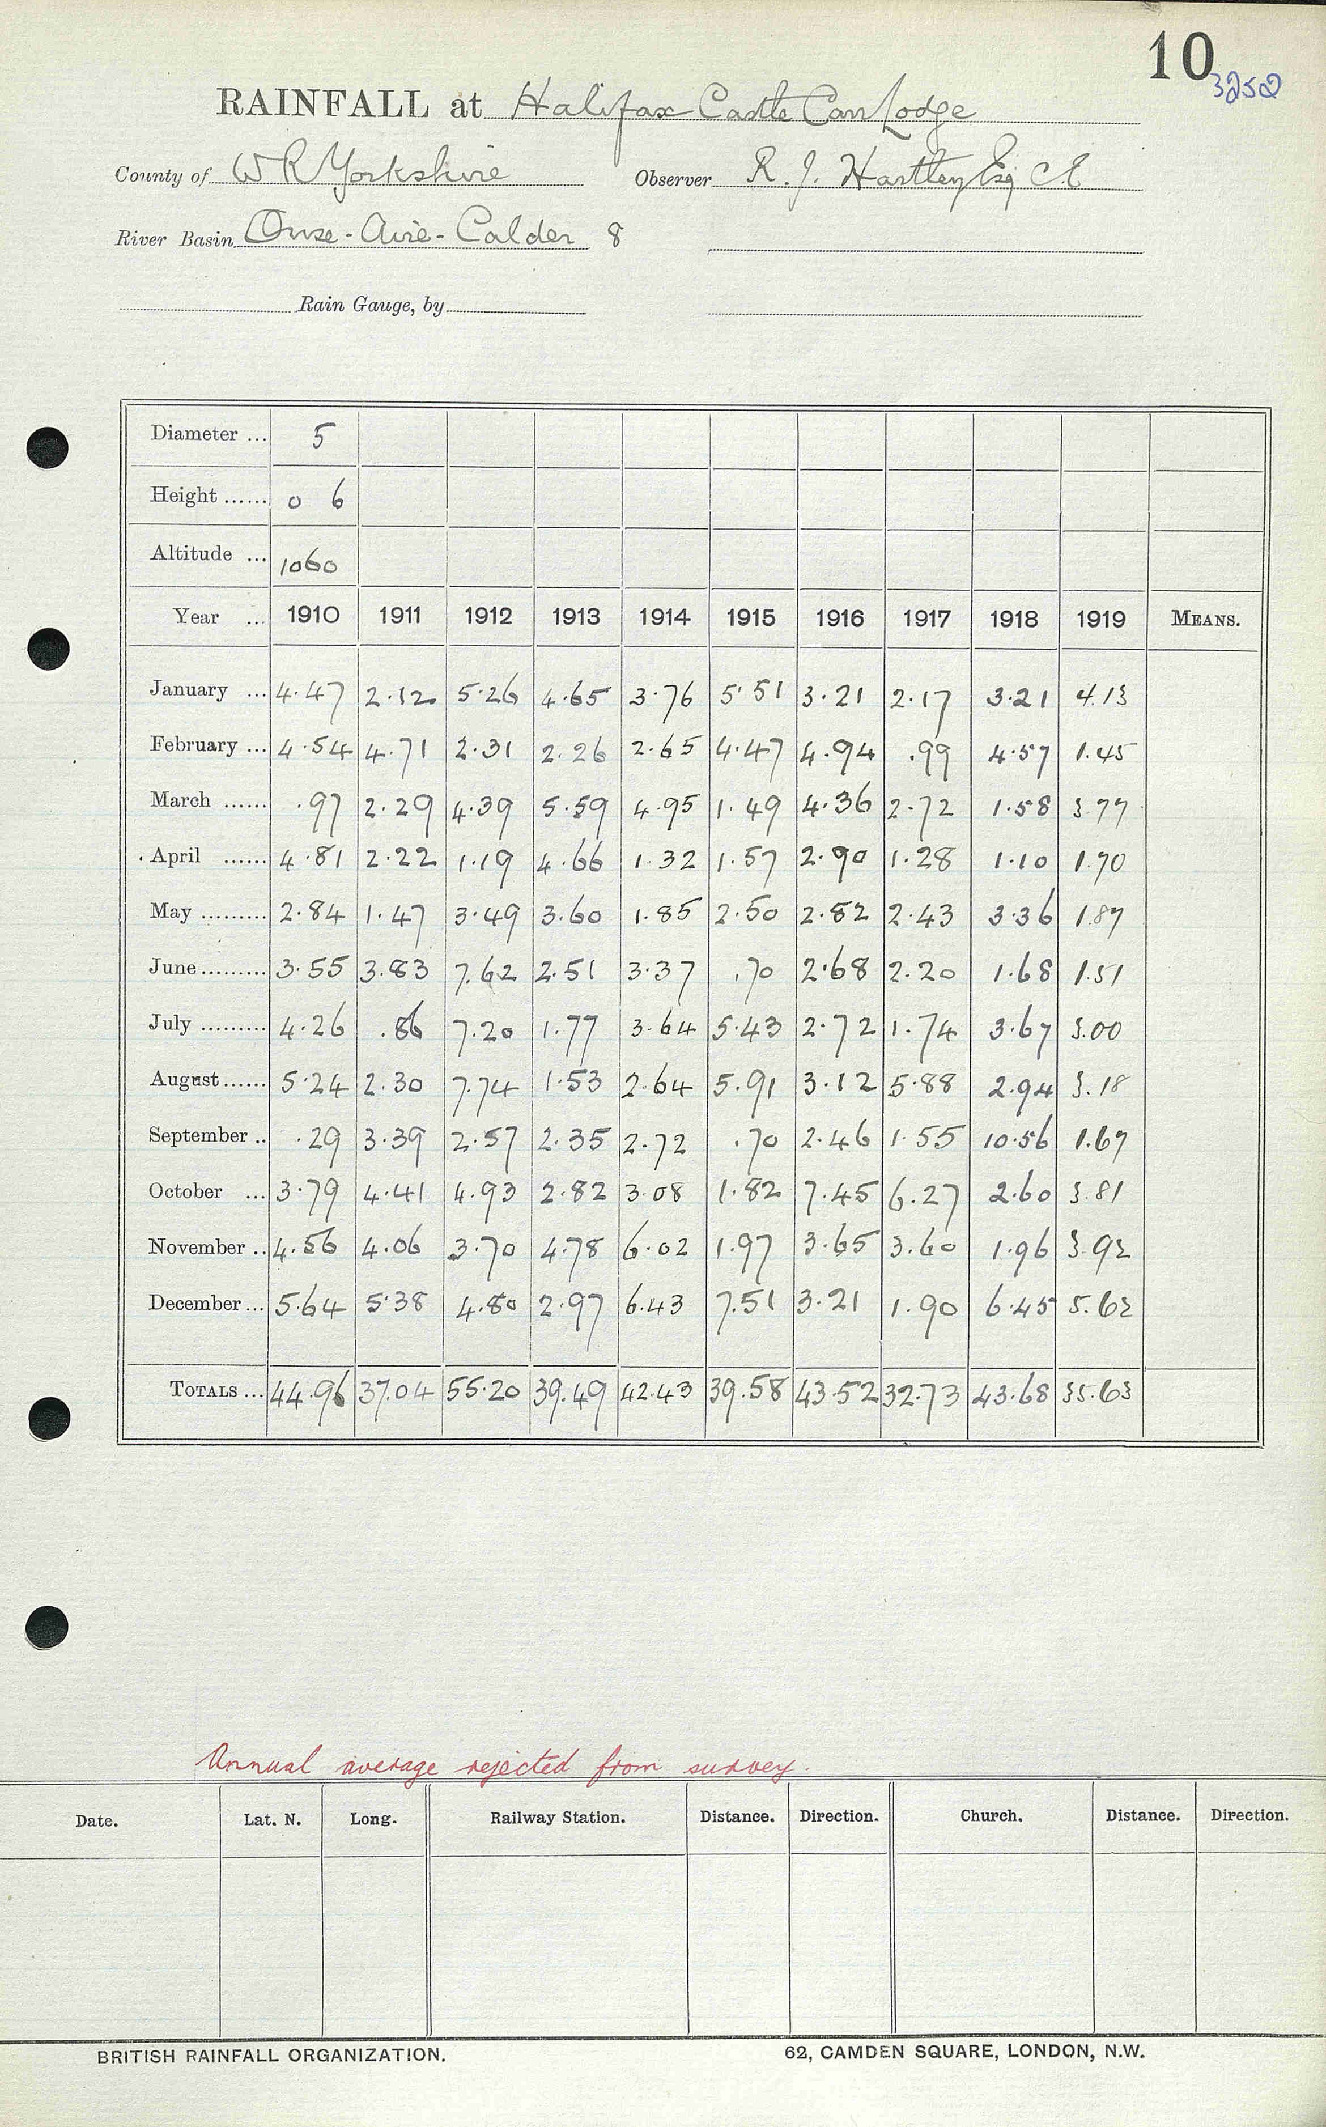 10
3252
RAINFALL at Halifax Castle Carr Lodge
County of W R Yorkshire Observer R. J. Hartley Esq C.E
River Basin Ouse - Aire - Calder 8
Rain Gauge, by
Diameter ... 5
Height ...... 0 6
Altitude ... 1060
Year ... 1910 1911 1912 1913 1914 1915 1916 1917 1918 1919 MEANS.
January ... 4.47 2.12 5.26 4.65 3.76 5.51 3.21 2.17 3.21 4.13
February ... 4.54 4.71 2.31 2.26 2.65 4.47 4.94 .99 4.57 1.45
March ...... .97 2.29 4.39 5.59 4.95 1.49 4.36 2.72 1.58 3.77
April ...... 4.81 2.22 1.19 4.66 1.32 1.57 2.90 1.28 1.10 1.70
May ......... 2.84 1.47 3.49 3.60 1.85 2.50 2.82 2.43 3.36 1.87
June ......... 3.55 3.83 7.62 2.51 3.37 .70 2.68 2.20 1.68 1.51
July ......... 4.26 .86 7.20 1.77 3.64 5.43 2.72 1.74 3.67 3.00
August ...... 5.24 2.30 7.74 1.53 2.64 5.91 3.12 5.88 2.94 3.18
September .. .29 3.39 2.57 2.35 2.72 .70 2.46 1.55 10.56 1.67
October ... 3.79 4.41 4.93 2.82 3.08 1.82 7.45 6.27 2.60 3.81
November .. 4.56 4.06 3.70 4.78 6.02 1.97 3.65 3.60 1.96 3.92
December ... 5.64 5.38 4.80 2.97 6.43 7.51 3.21 1.90 6.45 5.62
TOTALS ... 44.96 37.04 55.20 39.49 42.43 39.58 43.52 32.73 43.68 35.63
Annual average rejected from survey.
Date. Lat. N. Long. Railway Station. Distance. Direction. Church. Distance. Direction.
BRITISH RAINFALL ORGANIZATION. 62, CAMDEN SQUARE, LONDON, N.W.